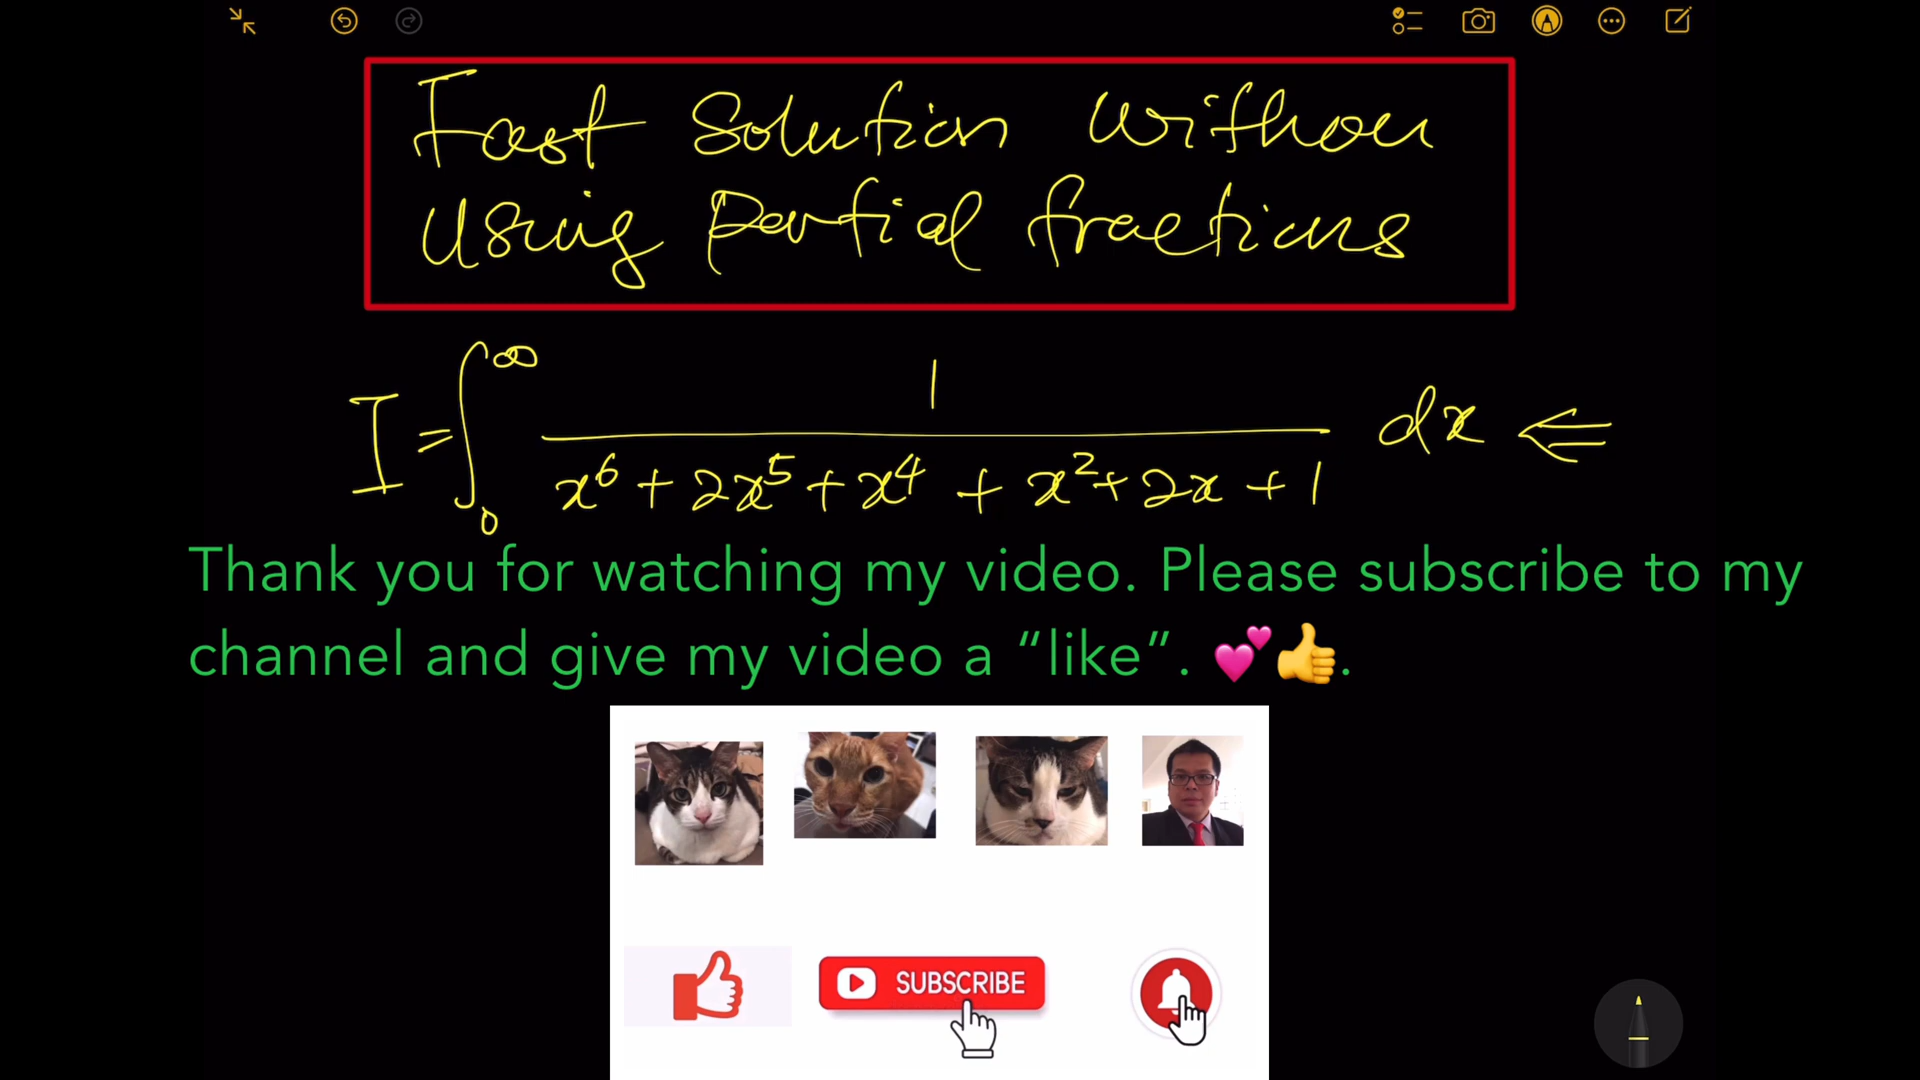 Fast Solution Withou
Using Partial fractions
I = ∫₀^∞ 1 / (x⁶ + 2x⁵ + x⁴ + x² + 2x + 1) dx ⇐
Thank you for watching my video. Please subscribe to my
channel and give my video a “like”. 💕👍.
SUBSCRIBE